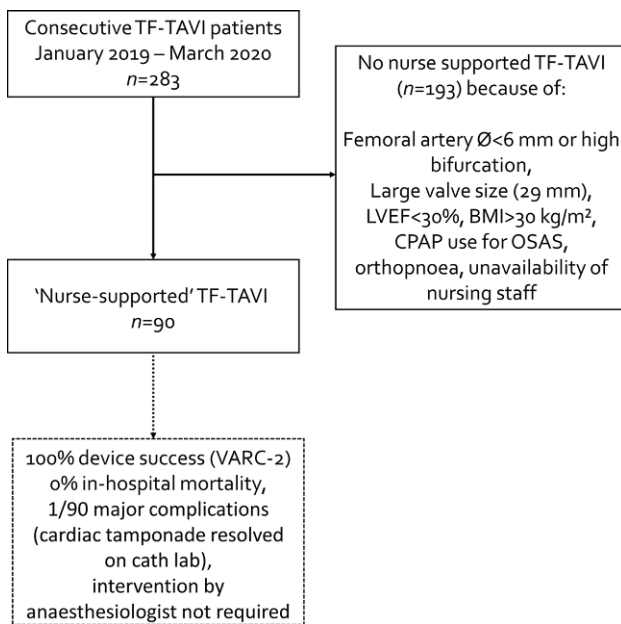 Consecutive TF-TAVI patients
January 2019 – March 2020
n=283
No nurse supported TF-TAVI
(n=193) because of:
Femoral artery Ø<6 mm or high
bifurcation,
Large valve size (29 mm),
LVEF<30%, BMI>30 kg/m²,
CPAP use for OSAS,
orthopnoea, unavailability of
nursing staff
‘Nurse-supported’ TF-TAVI
n=90
100% device success (VARC-2)
0% in-hospital mortality,
1/90 major complications
(cardiac tamponade resolved
on cath lab),
intervention by
anaesthesiologist not required